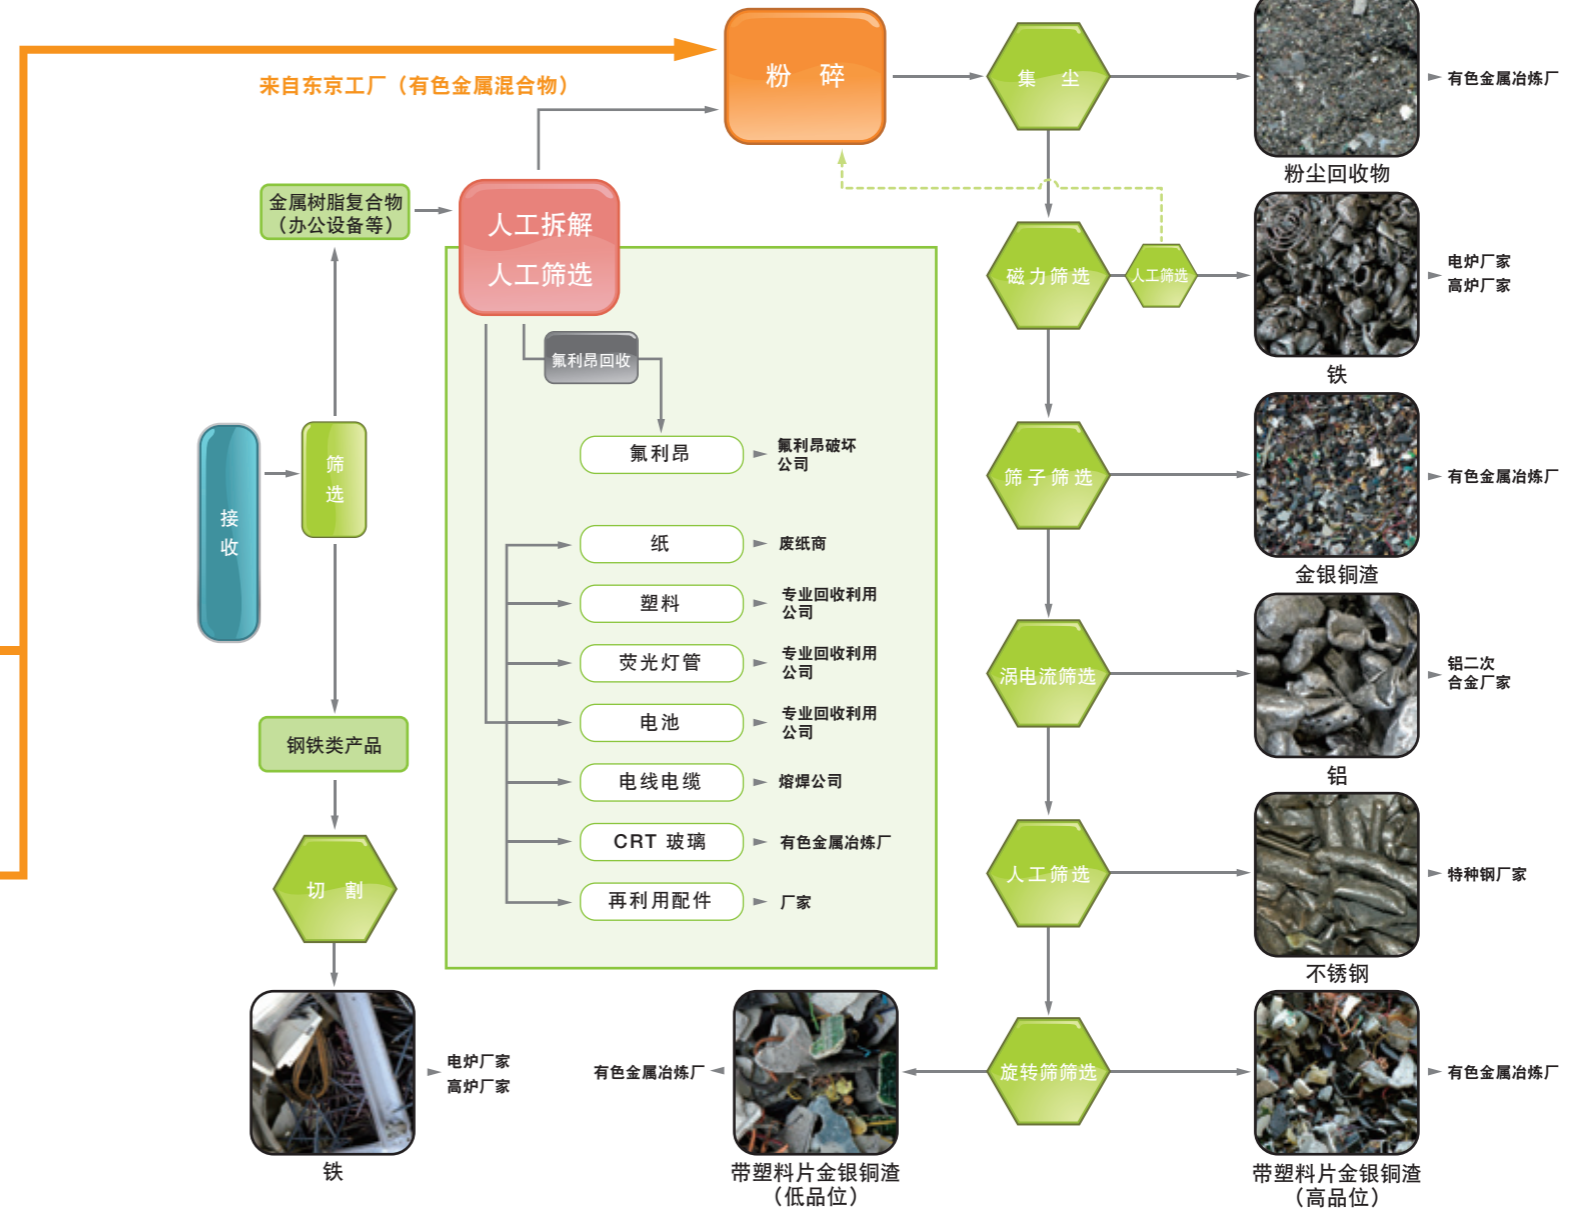 来自东京工厂（有色金属混合物）
粉 碎
集 尘
粉尘回收物
有色金属冶炼厂
金属树脂复合物
（办公设备等）
人工拆解
人工筛选
磁力筛选
人工筛选
铁
电炉厂家
高炉厂家
氟利昂回收
氟利昂
氟利昂破坏
公司
接
收
筛
选
筛子筛选
金银铜渣
有色金属冶炼厂
纸
废纸商
塑料
专业回收利用
公司
荧光灯管
专业回收利用
公司
电池
专业回收利用
公司
电线电缆
熔焊公司
CRT 玻璃
有色金属冶炼厂
再利用配件
厂家
涡电流筛选
铝
铝二次
合金厂家
钢铁类产品
切 割
铁
电炉厂家
高炉厂家
人工筛选
不锈钢
特种钢厂家
旋转筛筛选
有色金属冶炼厂
带塑料片金银铜渣
（低品位）
带塑料片金银铜渣
（高品位）
有色金属冶炼厂